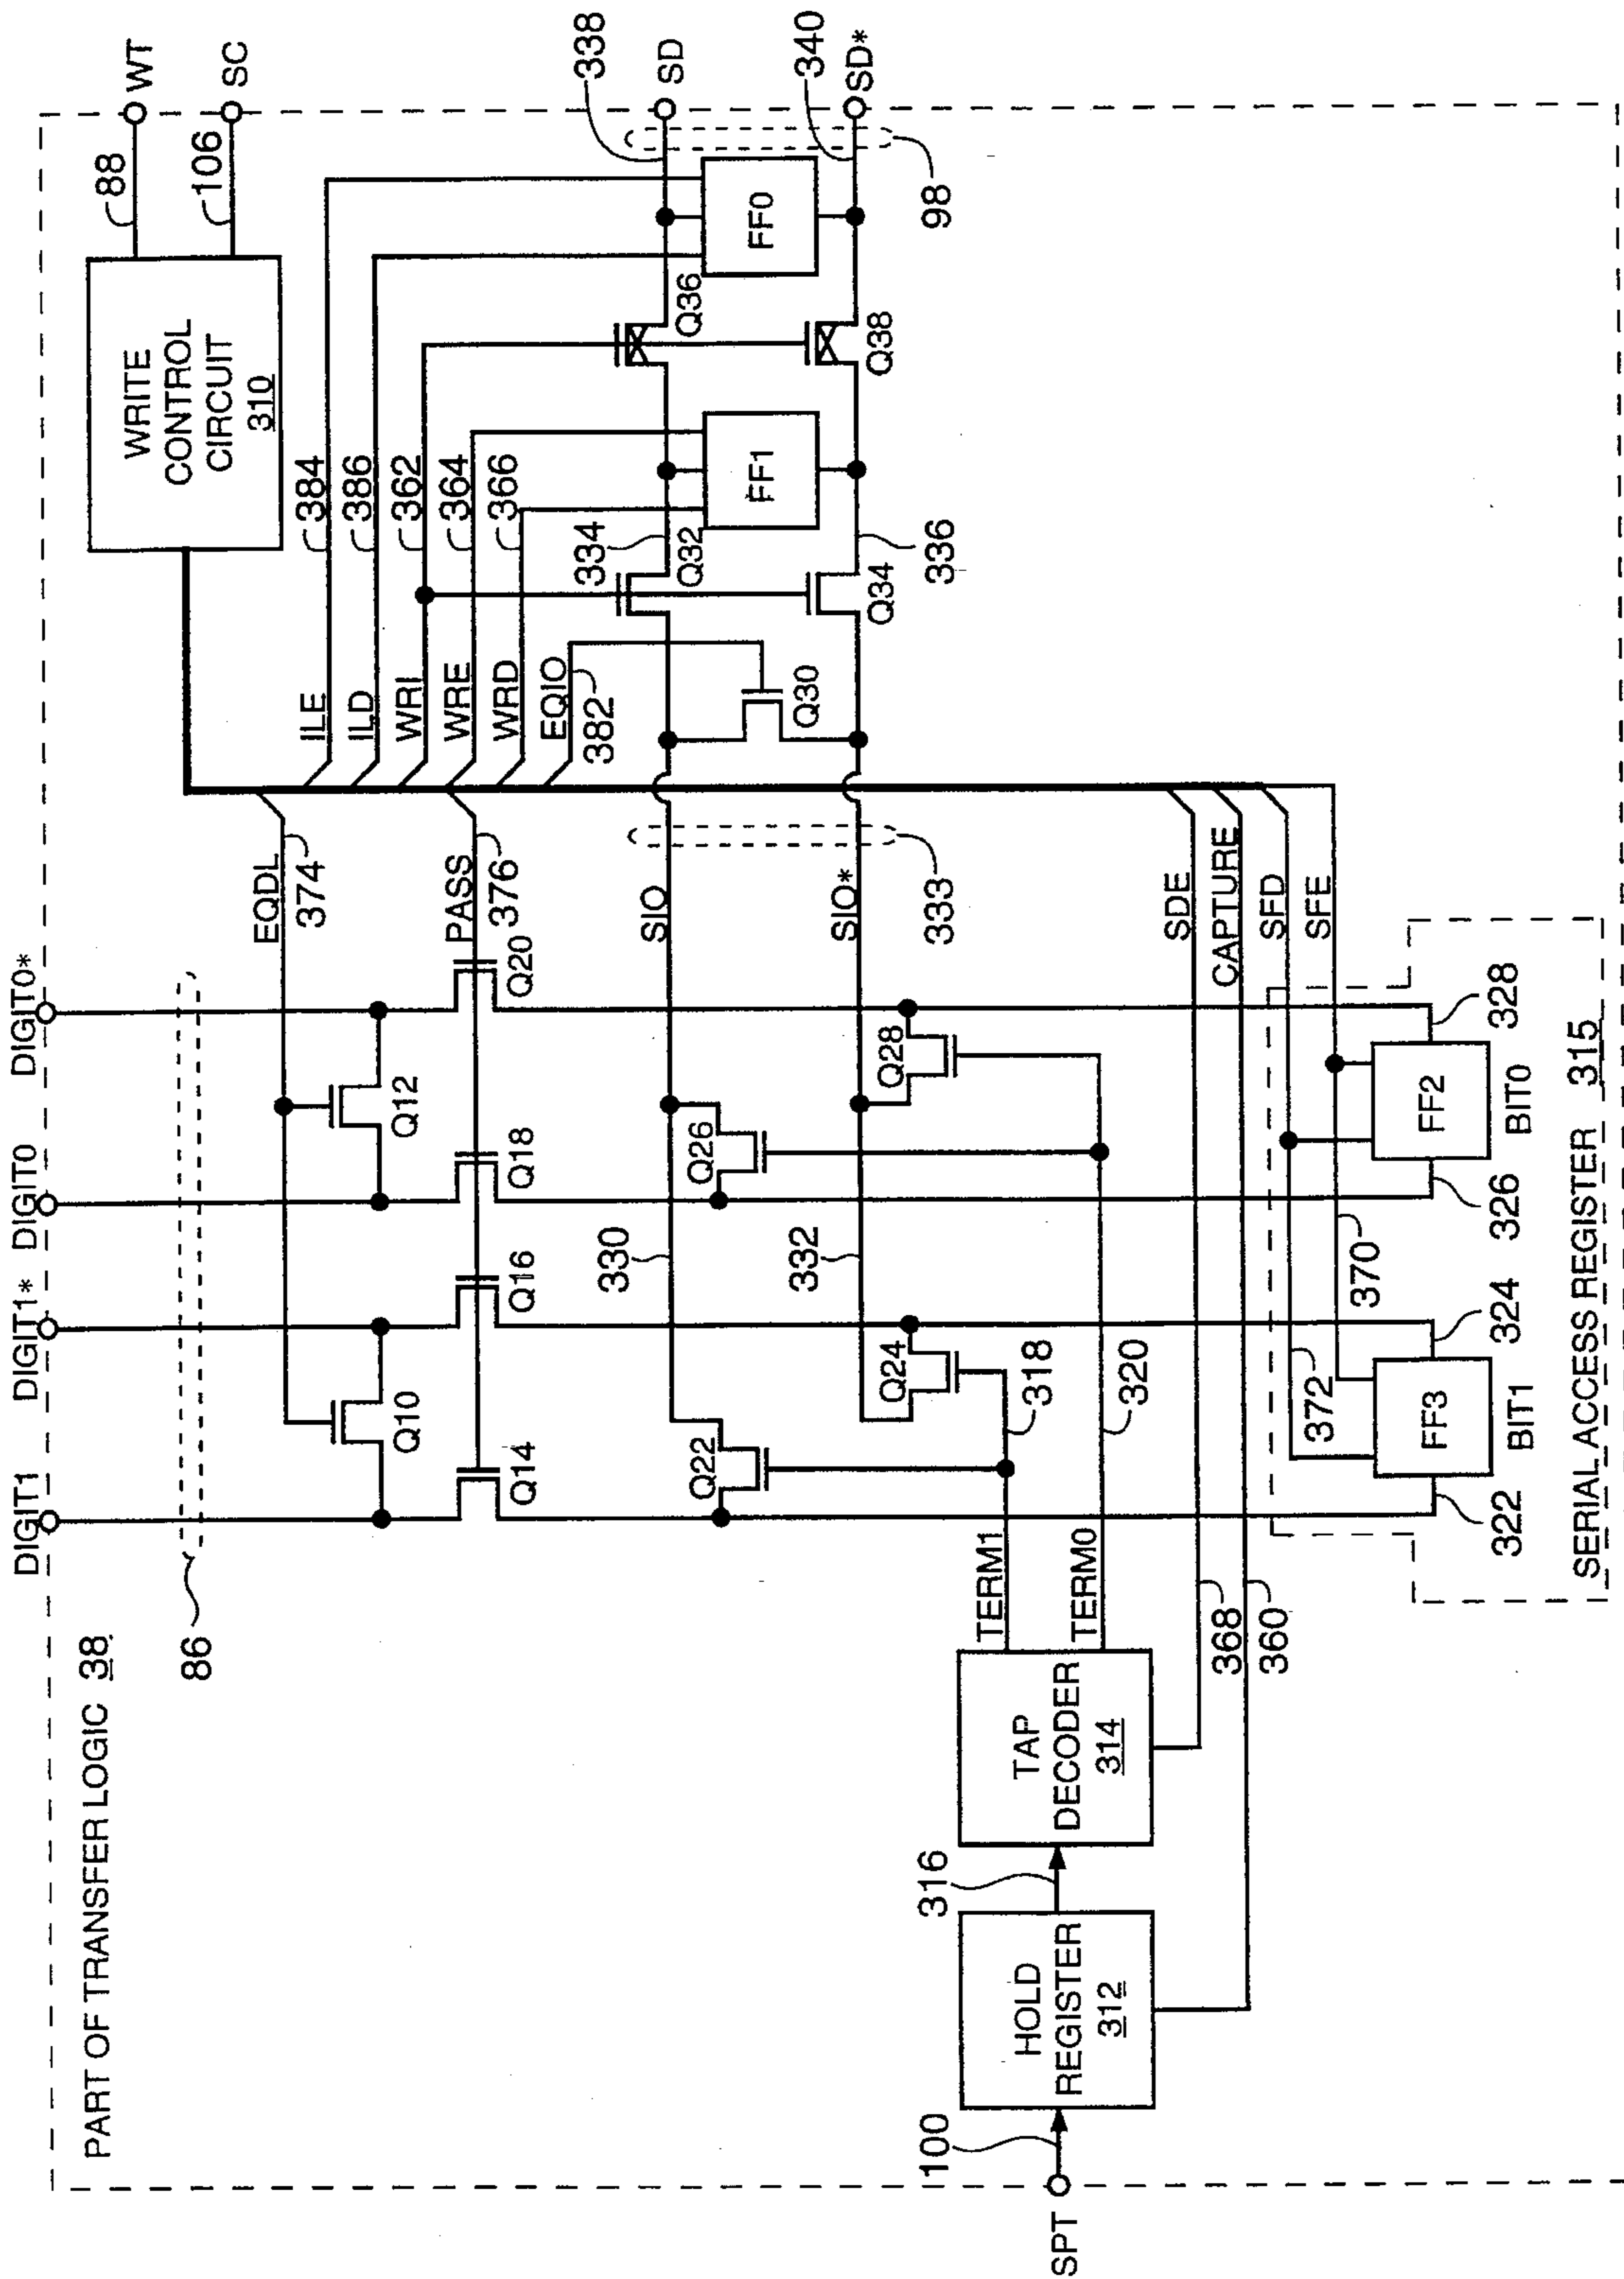 PART OF TRANSFER LOGIC 38
DIGIT1
DIGIT1*
DIGIT0
DIGIT0*
86
EQDL
374
PASS
376
Q10
Q12
Q14
Q16
Q18
Q20
WRITE
CONTROL
CIRCUIT
310
88
WT
106
SC
ILE
384
ILD
386
WRI
362
WRE
364
WRD
366
EQIO
382
330
SIO
332
SIO*
333
Q22
Q24
Q26
Q28
Q30
334
Q32
Q34
336
FF1
Q36
Q38
FF0
338
SD
340
SD*
98
SPT
100
HOLD
REGISTER
312
316
TAP
DECODER
314
TERM1
TERM0
318
320
368
360
SDE
CAPTURE
SFD
SFE
372
370
322
FF3
324
BIT1
326
FF2
328
BIT0
SERIAL ACCESS REGISTER 315